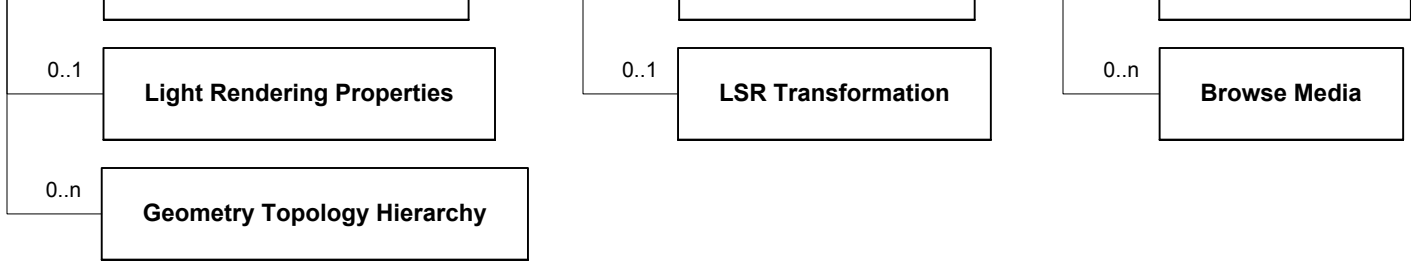 0..1
Light Rendering Properties
0..1
LSR Transformation
0..n
Browse Media
0..n
Geometry Topology Hierarchy